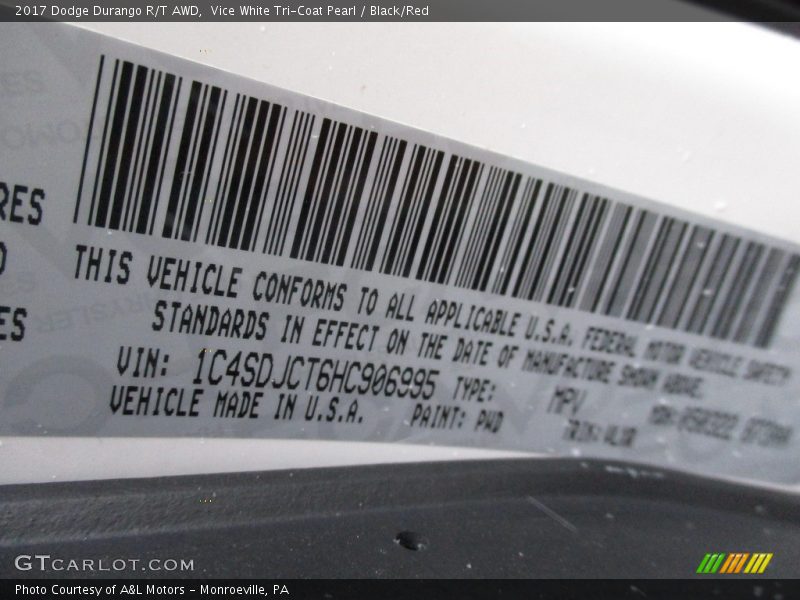 2017 Dodge Durango R/T AWD, Vice White Tri-Coat Pearl / Black/Red
RES
ES
THIS VEHICLE CONFORMS TO ALL APPLICABLE U.S.A. FEDERAL MOTOR VEHICLE SAFETY
STANDARDS IN EFFECT ON THE DATE OF MANUFACTURE SHOWN ABOVE.
VIN: 1C4SDJCT6HC906995 TYPE: MPV
VEHICLE MADE IN U.S.A. PAINT: PWD
GTCARLOT.COM
Photo Courtesy of A&L Motors - Monroeville, PA